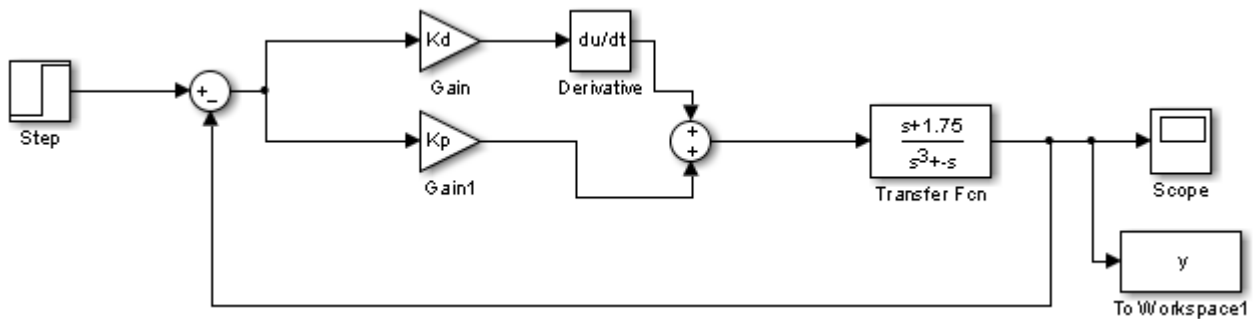 Kd
Gain
du/dt
Derivative
Step
+
−
Kp
Gain1
+
+
s+1.75
s³+-s
Transfer Fcn
Scope
y
To Workspace1